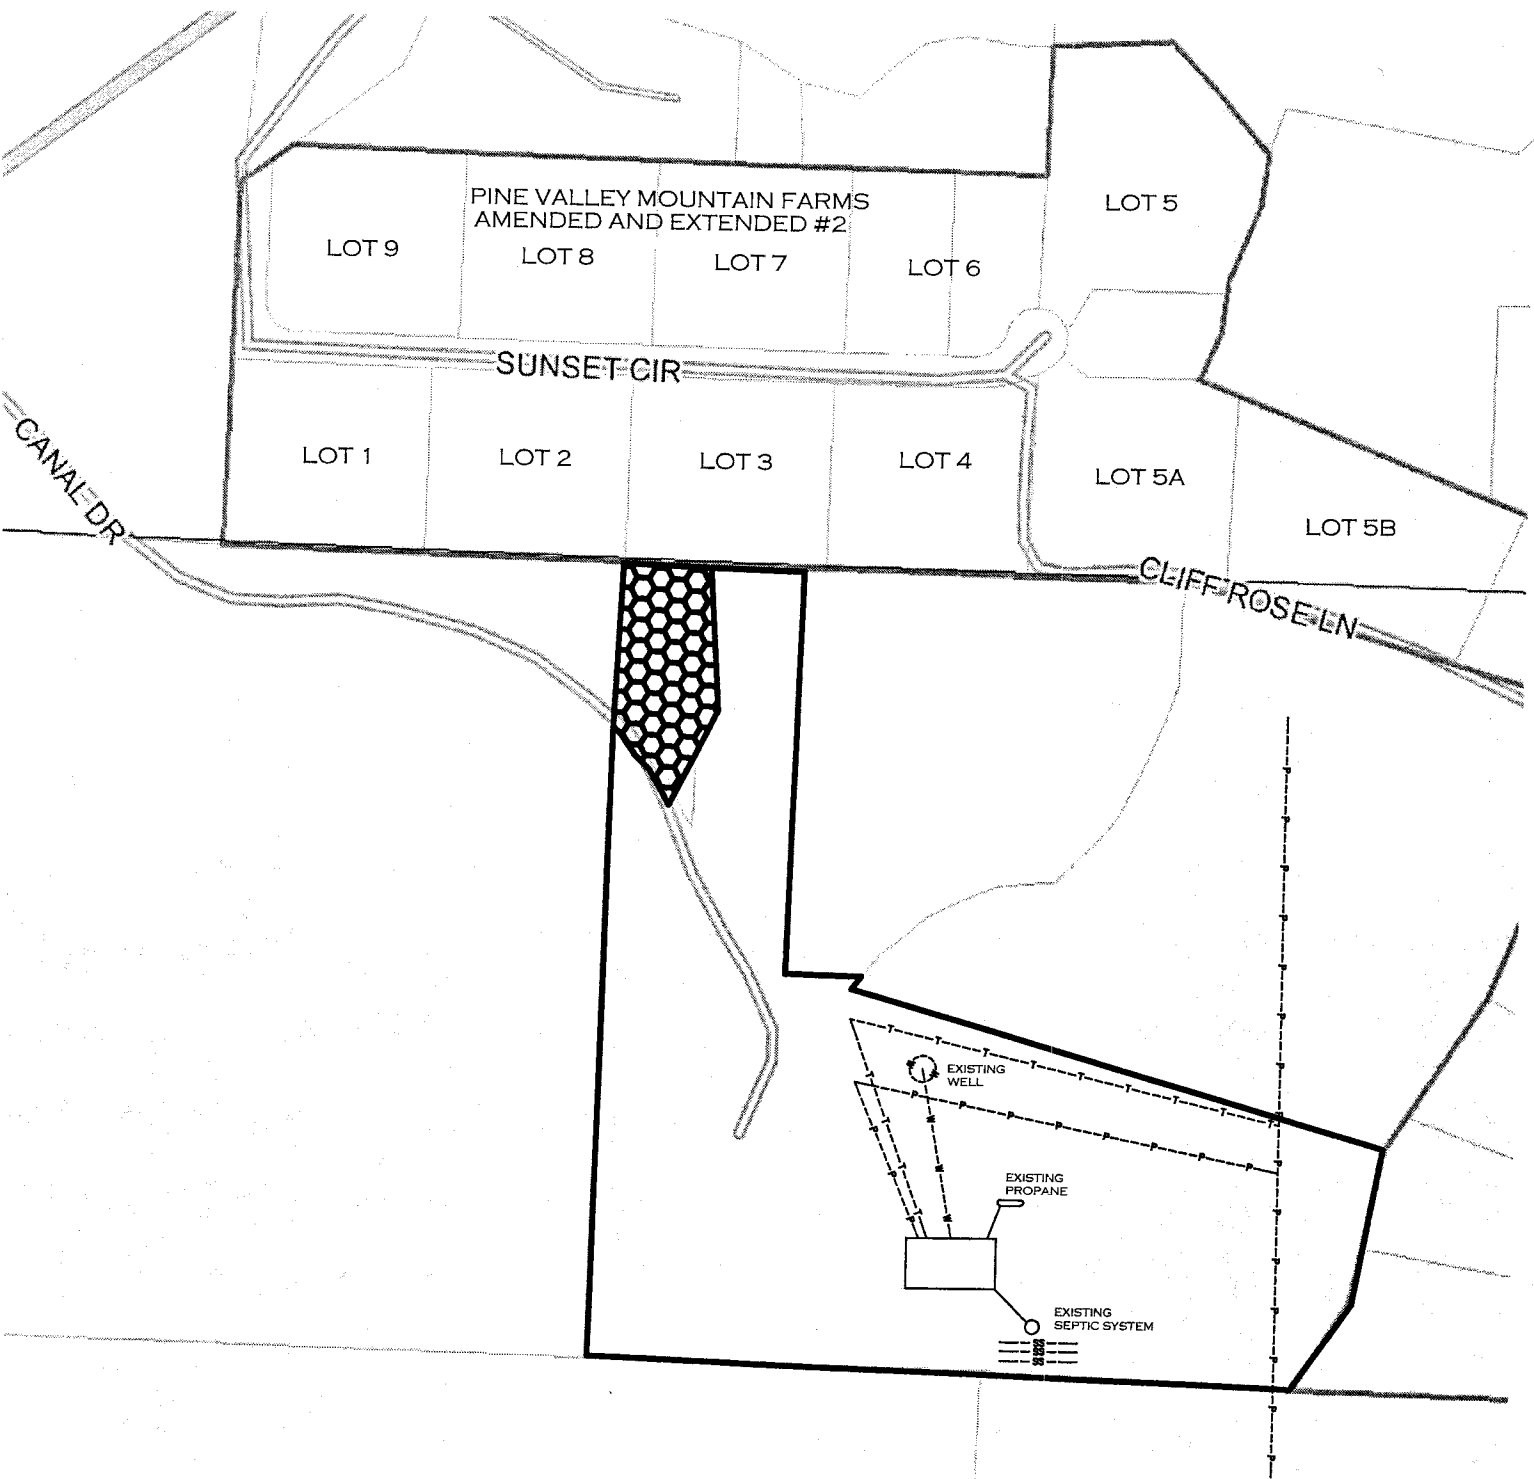 PINE VALLEY MOUNTAIN FARMS
AMENDED AND EXTENDED #2
LOT 5
LOT 9
LOT 8
LOT 7
LOT 6
SUNSET CIR
CANAL DR
LOT 1
LOT 2
LOT 3
LOT 4
LOT 5A
LOT 5B
CLIFF ROSE LN
EXISTING
WELL
EXISTING
PROPANE
EXISTING
SEPTIC SYSTEM